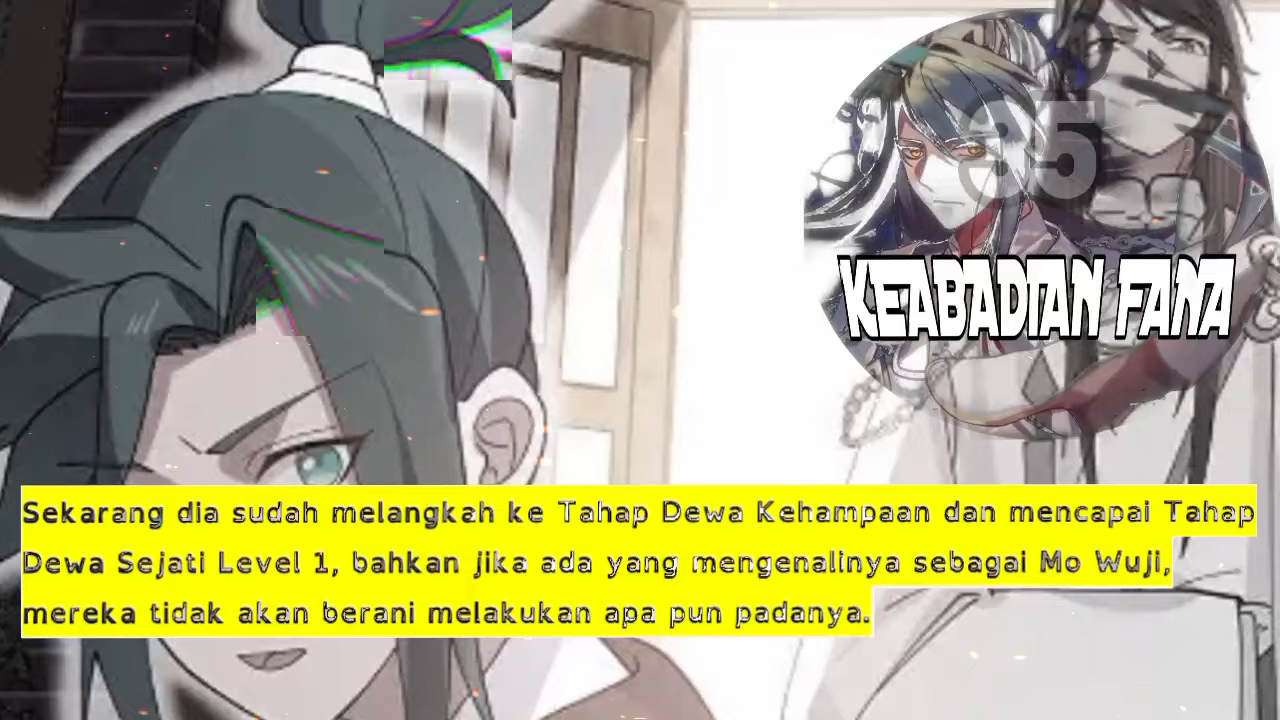 35
KEABADIAN FANA
Sekarang dia sudah melangkah ke Tahap Dewa Kehampaan dan mencapai Tahap
Dewa Sejati Level 1, bahkan jika ada yang mengenalinya sebagai Mo Wuji,
mereka tidak akan berani melakukan apa pun padanya.